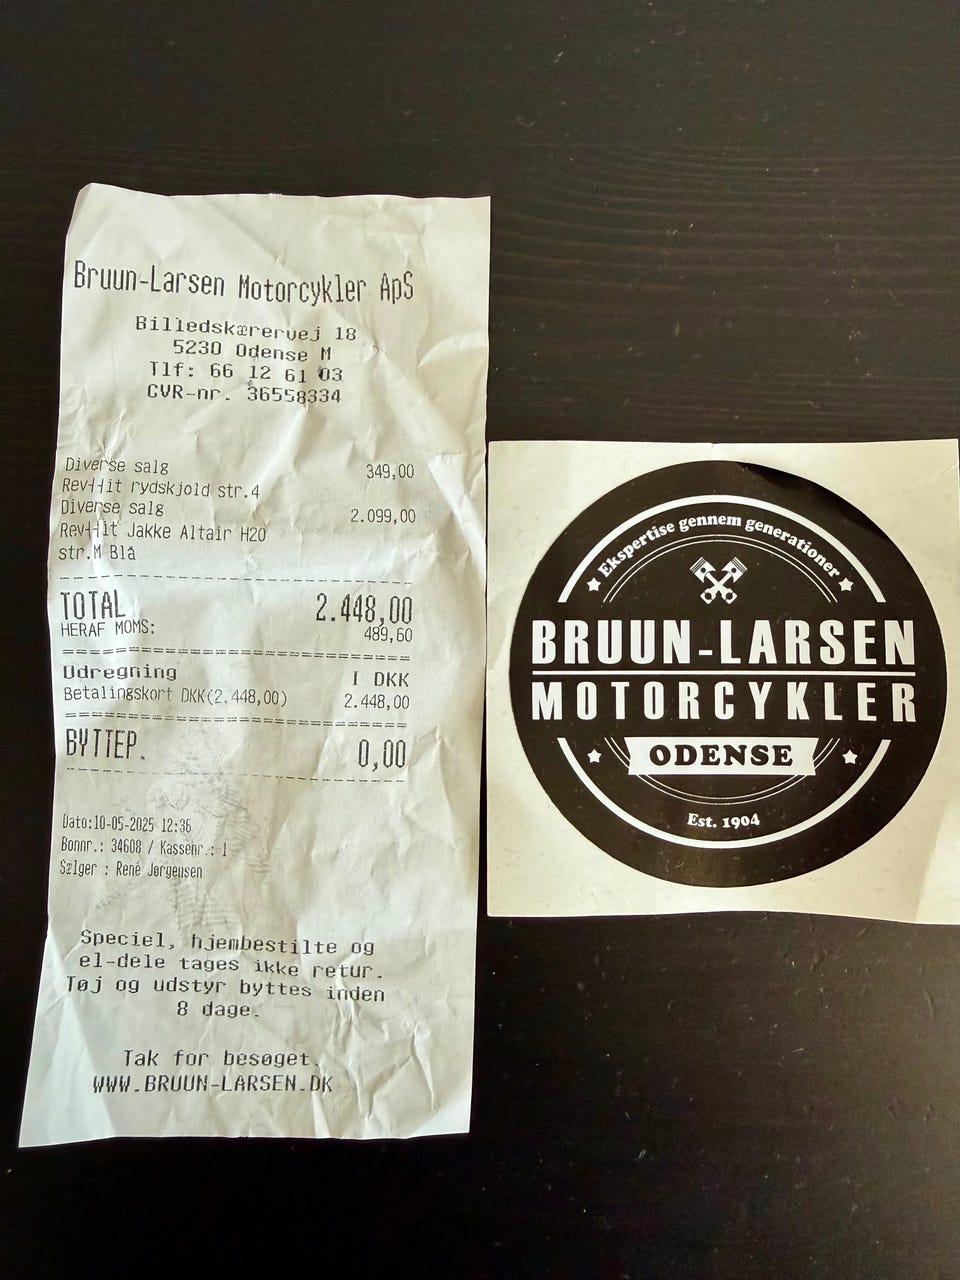 Bruun-Larsen Motorcykler ApS
Billedskærervej 18
5230 Odense M
Tlf: 66 12 61 03
CVR-nr. 36558334
Diverse salg 349,00
Rev-|-|it rydskjold str.4
Diverse salg 2.099,00
Rev-|-|it Jakke Altair H20
str.M Blå
TOTAL 2.448,00
HERAF MOMS: 489,60
Udregning I DKK
Betalingskort DKK(2.448,00) 2.448,00
BYTTEP. 0,00
Dato:10-05-2025 12:36
Bonnr.: 34608 / Kassenr.: 1
Sælger : René Jørgensen
Speciel, hjembestilte og
el-dele tages ikke retur.
Tøj og udstyr byttes inden
8 dage.
Tak for besøget.
WWW.BRUUN-LARSEN.DK
Ekspertise gennem generationer
BRUUN-LARSEN
MOTORCYKLER
ODENSE
Est. 1904